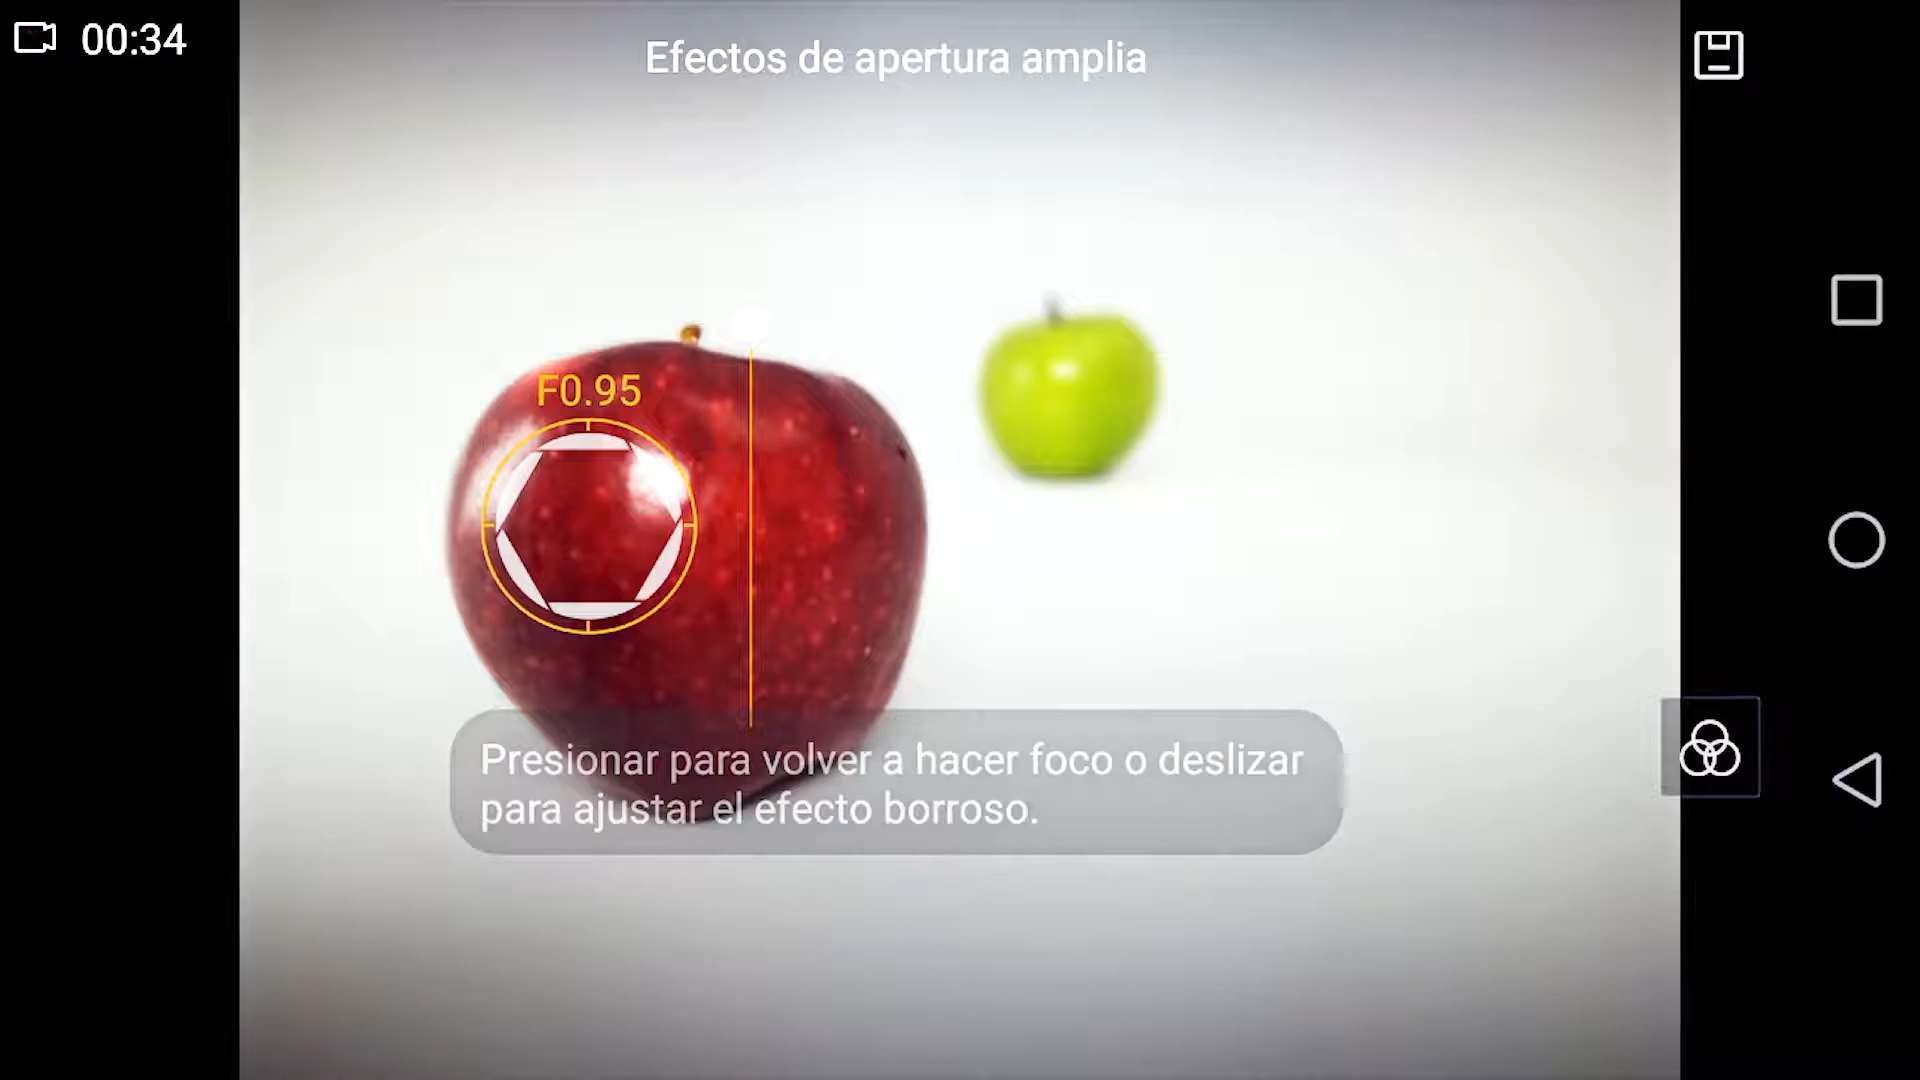 00:34
Efectos de apertura amplia
F0.95
Presionar para volver a hacer foco o deslizar
para ajustar el efecto borroso.